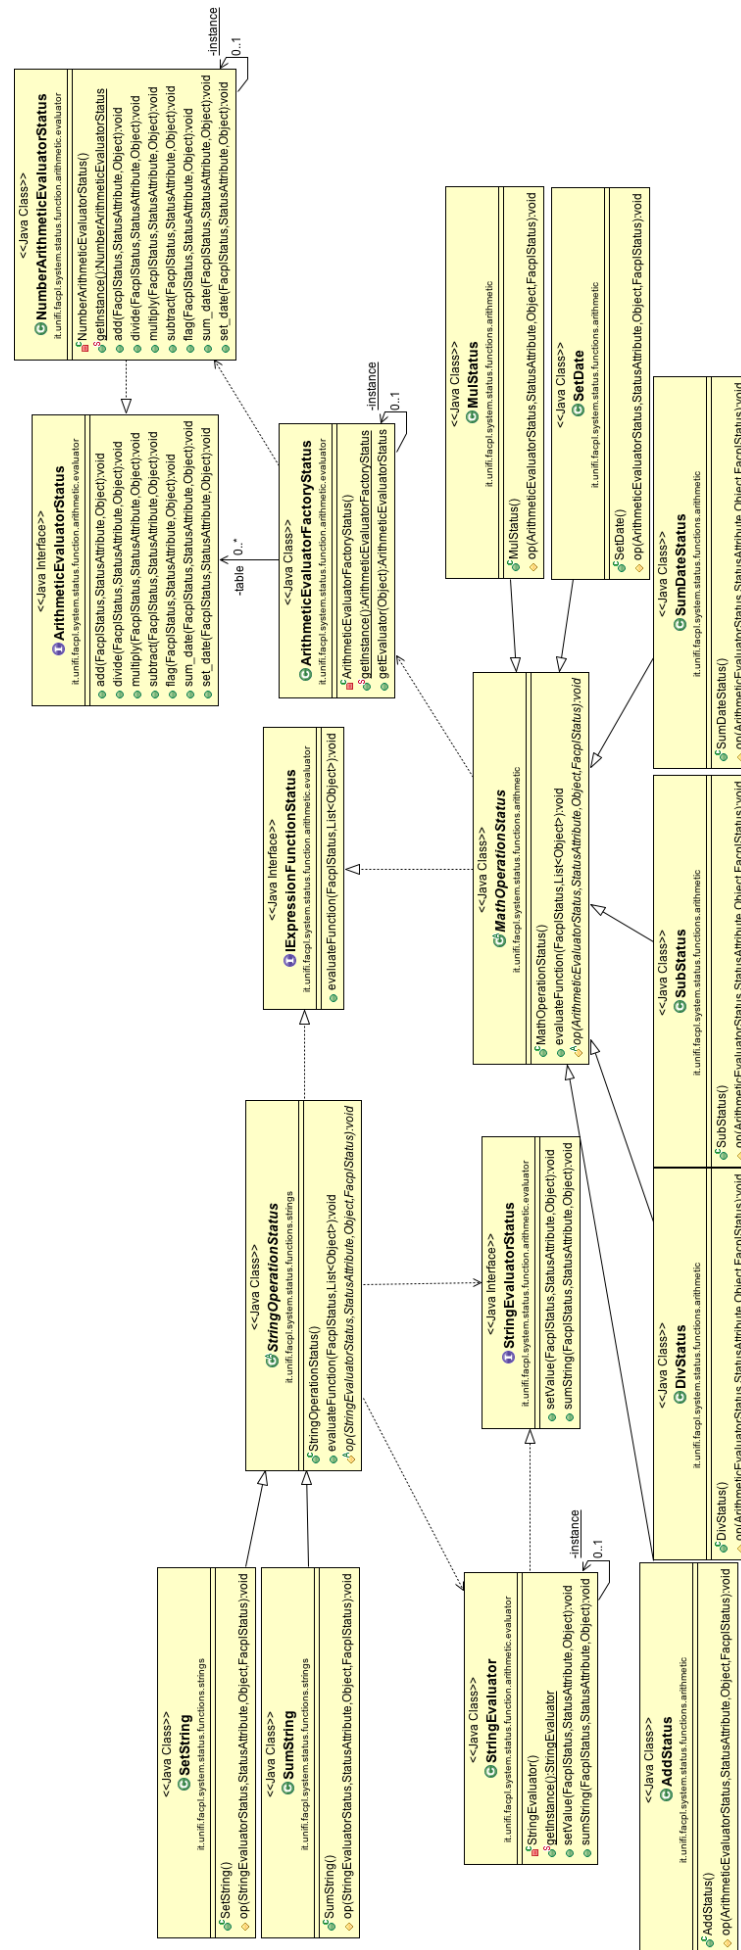 <<Java Class>>
SetString
it.unifi.facpl.system.status.functions.strings
SetString()
op(StringEvaluatorStatus,StatusAttribute,Object,FacplStatus):void
<<Java Class>>
SumString
it.unifi.facpl.system.status.functions.strings
SumString()
op(StringEvaluatorStatus,StatusAttribute,Object,FacplStatus):void
<<Java Class>>
StringOperationStatus
it.unifi.facpl.system.status.functions.strings
StringOperationStatus()
evaluateFunction(FacplStatus,List<Object>):void
op(StringEvaluatorStatus,StatusAttribute,Object,FacplStatus):void
<<Java Class>>
StringEvaluator
it.unifi.facpl.system.status.function.arithmetic.evaluator
StringEvaluator()
getInstance():StringEvaluator
setValue(FacplStatus,StatusAttribute,Object):void
sumString(FacplStatus,StatusAttribute,Object):void
-instance
0..1
<<Java Interface>>
StringEvaluatorStatus
it.unifi.facpl.system.status.function.arithmetic.evaluator
setValue(FacplStatus,StatusAttribute,Object):void
sumString(FacplStatus,StatusAttribute,Object):void
<<Java Interface>>
IExpressionFunctionStatus
it.unifi.facpl.system.status.function.arithmetic.evaluator
evaluateFunction(FacplStatus,List<Object>):void
<<Java Interface>>
ArithmeticEvaluatorStatus
it.unifi.facpl.system.status.function.arithmetic.evaluator
add(FacplStatus,StatusAttribute,Object):void
divide(FacplStatus,StatusAttribute,Object):void
multiply(FacplStatus,StatusAttribute,Object):void
subtract(FacplStatus,StatusAttribute,Object):void
flag(FacplStatus,StatusAttribute,Object):void
sum_date(FacplStatus,StatusAttribute,Object):void
set_date(FacplStatus,StatusAttribute,Object):void
<<Java Class>>
NumberArithmeticEvaluatorStatus
it.unifi.facpl.system.status.function.arithmetic.evaluator
NumberArithmeticEvaluatorStatus()
getInstance():NumberArithmeticEvaluatorStatus
add(FacplStatus,StatusAttribute,Object):void
divide(FacplStatus,StatusAttribute,Object):void
multiply(FacplStatus,StatusAttribute,Object):void
subtract(FacplStatus,StatusAttribute,Object):void
flag(FacplStatus,StatusAttribute,Object):void
sum_date(FacplStatus,StatusAttribute,Object):void
set_date(FacplStatus,StatusAttribute,Object):void
-instance
0..1
-table
0..*
<<Java Class>>
ArithmeticEvaluatorFactoryStatus
it.unifi.facpl.system.status.function.arithmetic.evaluator
ArithmeticEvaluatorFactoryStatus()
getInstance():ArithmeticEvaluatorFactoryStatus
getEvaluator(Object):ArithmeticEvaluatorStatus
-instance
0..1
<<Java Class>>
MathOperationStatus
it.unifi.facpl.system.status.functions.arithmetic
MathOperationStatus()
evaluateFunction(FacplStatus,List<Object>):void
op(ArithmeticEvaluatorStatus,StatusAttribute,Object,FacplStatus):void
<<Java Class>>
MulStatus
it.unifi.facpl.system.status.functions.arithmetic
MulStatus()
op(ArithmeticEvaluatorStatus,StatusAttribute,Object,FacplStatus):void
<<Java Class>>
SetDate
it.unifi.facpl.system.status.functions.arithmetic
SetDate()
op(ArithmeticEvaluatorStatus,StatusAttribute,Object,FacplStatus):void
<<Java Class>>
AddStatus
it.unifi.facpl.system.status.functions.arithmetic
AddStatus()
op(ArithmeticEvaluatorStatus,StatusAttribute,Object,FacplStatus):void
<<Java Class>>
DivStatus
it.unifi.facpl.system.status.functions.arithmetic
DivStatus()
op(ArithmeticEvaluatorStatus,StatusAttribute,Object,FacplStatus):void
<<Java Class>>
SubStatus
it.unifi.facpl.system.status.functions.arithmetic
SubStatus()
op(ArithmeticEvaluatorStatus,StatusAttribute,Object,FacplStatus):void
<<Java Class>>
SumDateStatus
it.unifi.facpl.system.status.functions.arithmetic
SumDateStatus()
op(ArithmeticEvaluatorStatus,StatusAttribute,Object,FacplStatus):void